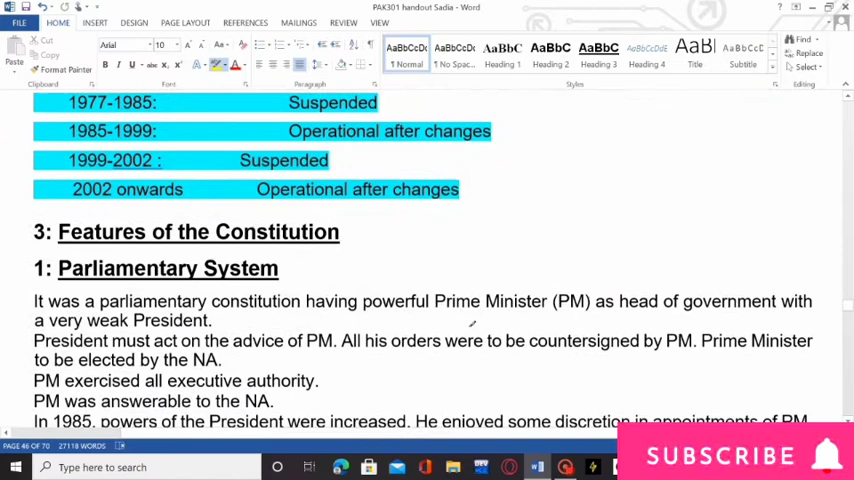 PAK301 handout Sadia - Word
FILE HOME INSERT DESIGN PAGE LAYOUT REFERENCES MAILINGS REVIEW VIEW
Cut
Copy
Format Painter
Paste
Arial 10
Clipboard Font Paragraph Styles Editing
AaBbCcDc AaBbCcDc AaBbC AaBbCc AaBbCc AaBbCcDdE AaBl AaBbCcD
¶ Normal ¶ No Spac... Heading 1 Heading 2 Heading 3 Heading 4 Title Subtitle
Find
Replace
Select
1977-1985: Suspended
1985-1999: Operational after changes
1999-2002 : Suspended
2002 onwards Operational after changes
3: Features of the Constitution
1: Parliamentary System
It was a parliamentary constitution having powerful Prime Minister (PM) as head of government with
a very weak President.
President must act on the advice of PM. All his orders were to be countersigned by PM. Prime Minister
to be elected by the NA.
PM exercised all executive authority.
PM was answerable to the NA.
In 1985, powers of the President were increased. He enjoyed some discretion in appointments of PM.
PAGE 46 OF 70 27118 WORDS
Type here to search
SUBSCRIBE